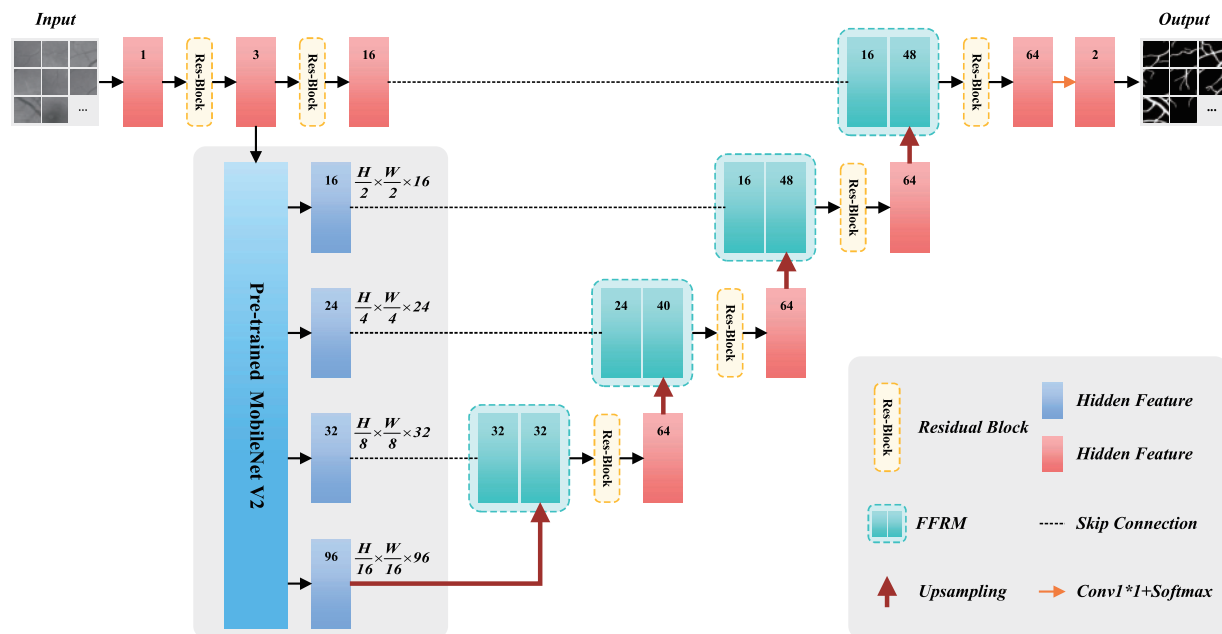 Input
Output
1
Res-Block
3
Res-Block
16
16
48
Res-Block
64
2
...
...
Pre-trained MobileNet V2
16
H/2×W/2×16
16
48
Res-Block
64
24
H/4×W/4×24
24
40
Res-Block
64
32
H/8×W/8×32
32
32
Res-Block
64
96
H/16×W/16×96
Res-Block
Residual Block
Hidden Feature
Hidden Feature
FFRM
Skip Connection
Upsampling
Conv1*1+Softmax